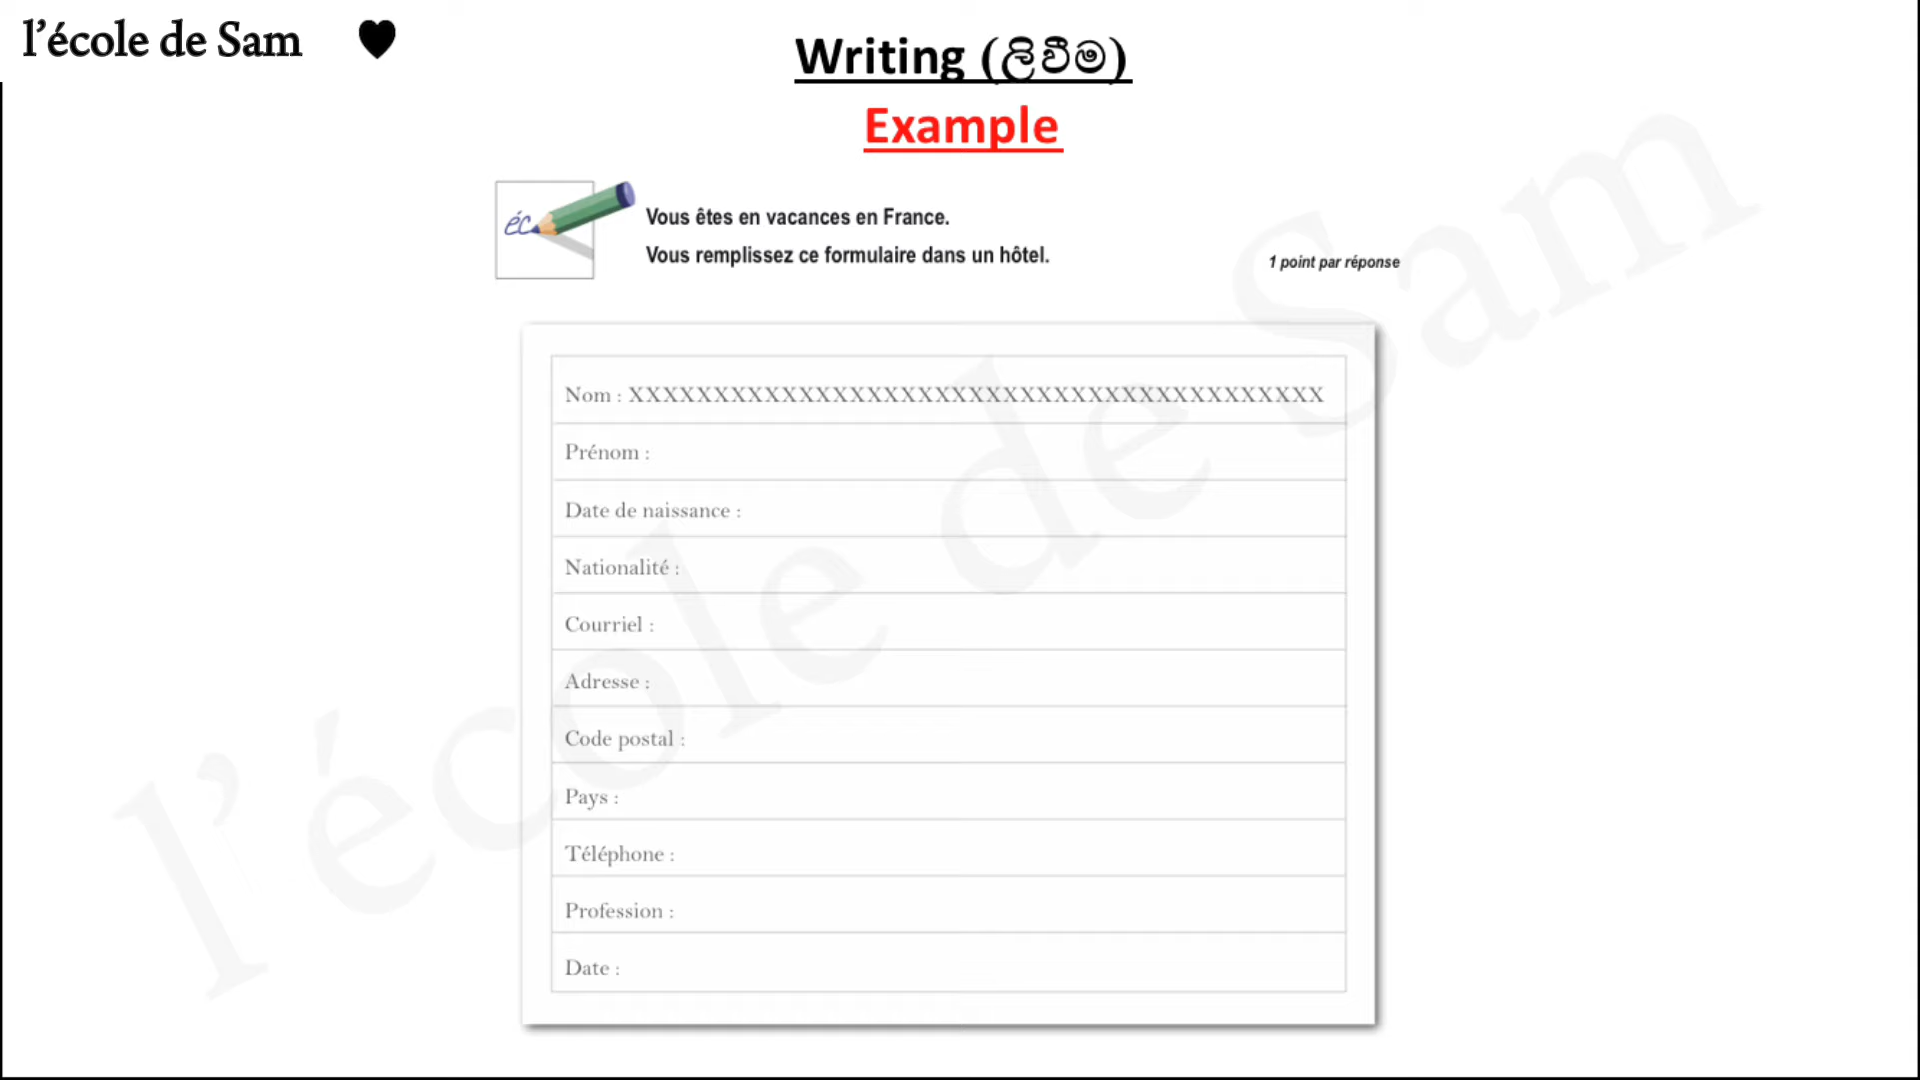 l’école de Sam ♥
Writing (ලිවීම)
Example
éc
Vous êtes en vacances en France.
Vous remplissez ce formulaire dans un hôtel.
1 point par réponse
Nom : XXXXXXXXXXXXXXXXXXXXXXXXXXXXXXXXXXXXXXXXX
Prénom :
Date de naissance :
Nationalité :
Courriel :
Adresse :
Code postal :
Pays :
Téléphone :
Profession :
Date :
l’école de Sam